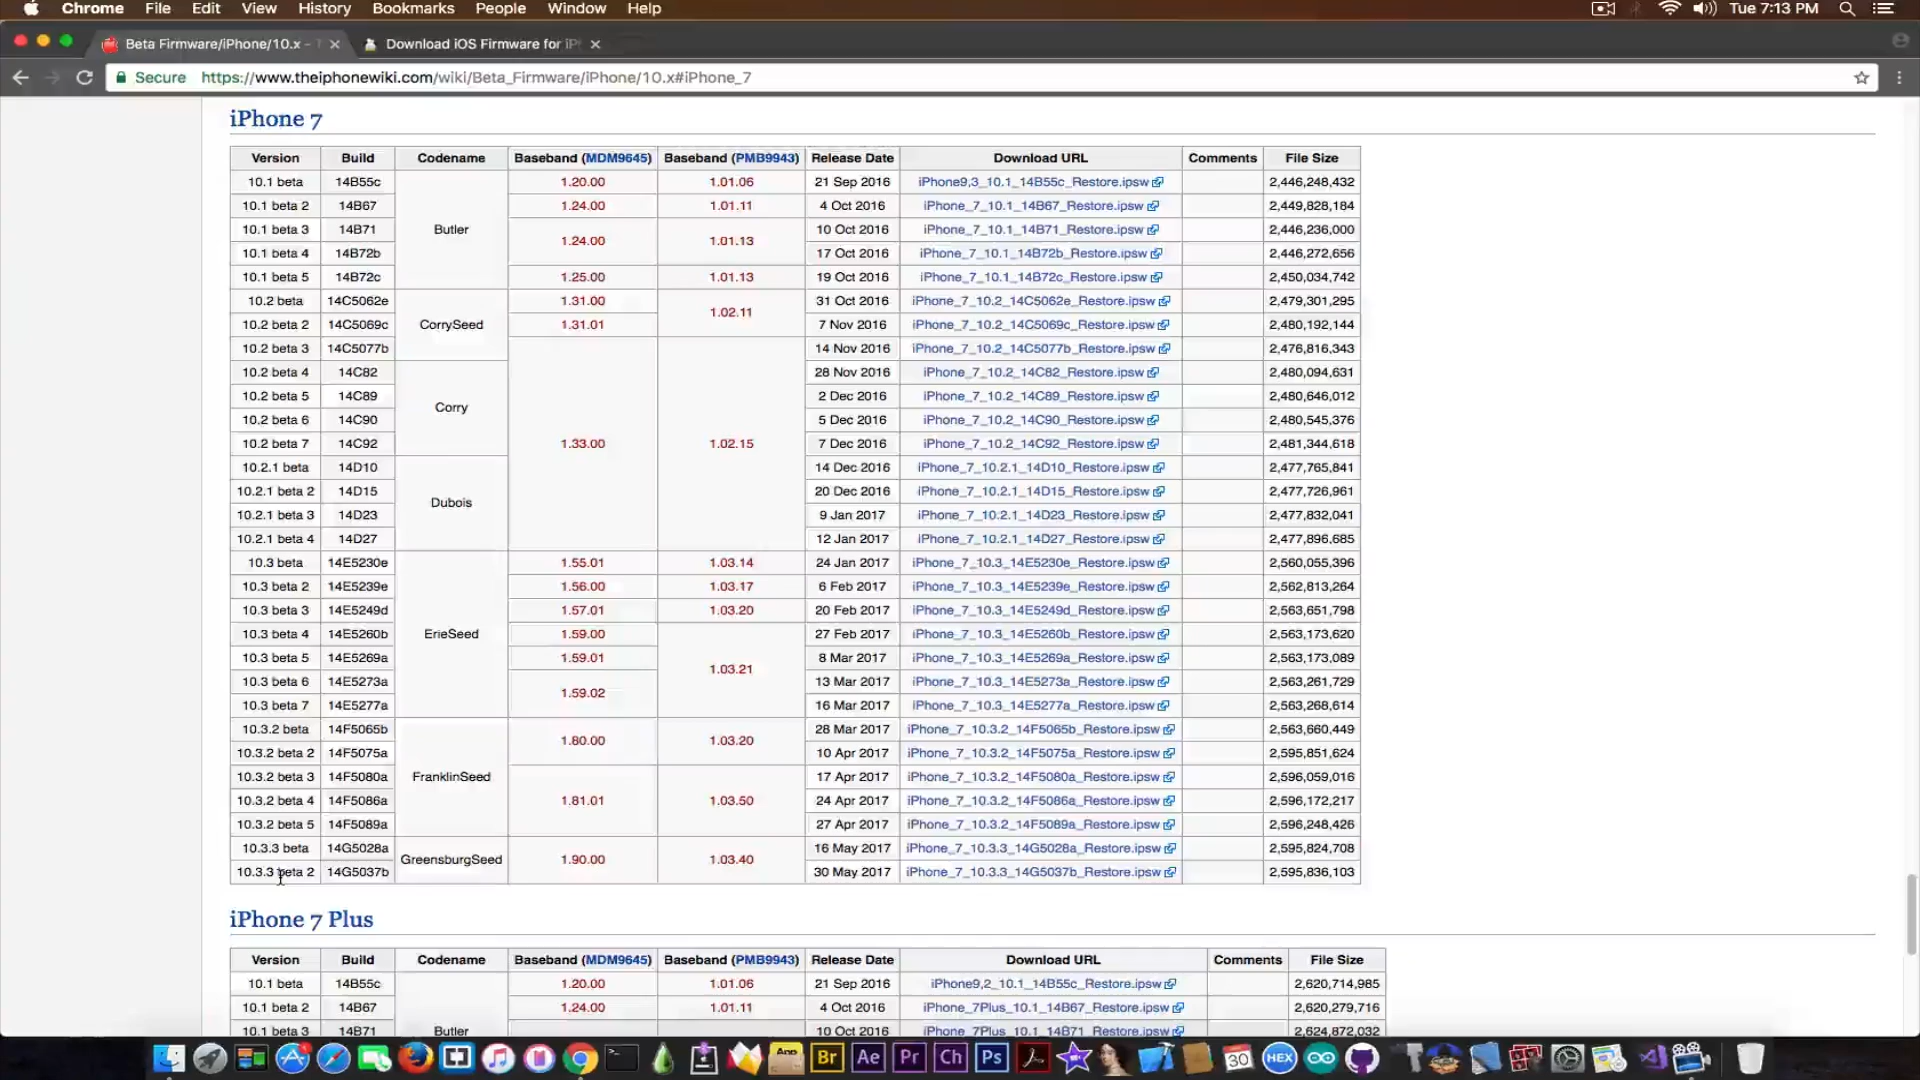 Chrome File Edit View History Bookmarks People Window Help Tue 7:13 PM
Beta Firmware/iPhone/10.x - Download iOS Firmware for iP
Secure https://www.theiphonewiki.com/wiki/Beta_Firmware/iPhone/10.x#iPhone_7
iPhone 7
Version Build Codename Baseband (MDM9645) Baseband (PMB9943) Release Date Download URL Comments File Size
10.1 beta 14B55c 1.20.00 1.01.06 21 Sep 2016 iPhone9,3_10.1_14B55c_Restore.ipsw 2,446,248,432
10.1 beta 2 14B67 1.24.00 1.01.11 4 Oct 2016 iPhone_7_10.1_14B67_Restore.ipsw 2,449,828,184
10.1 beta 3 14B71 Butler 1.24.00 1.01.13 10 Oct 2016 iPhone_7_10.1_14B71_Restore.ipsw 2,446,236,000
10.1 beta 4 14B72b 17 Oct 2016 iPhone_7_10.1_14B72b_Restore.ipsw 2,446,272,656
10.1 beta 5 14B72c 1.25.00 1.01.13 19 Oct 2016 iPhone_7_10.1_14B72c_Restore.ipsw 2,450,034,742
10.2 beta 14C5062e 1.31.00 1.02.11 31 Oct 2016 iPhone_7_10.2_14C5062e_Restore.ipsw 2,479,301,295
10.2 beta 2 14C5069c CorrySeed 1.31.01 7 Nov 2016 iPhone_7_10.2_14C5069c_Restore.ipsw 2,480,192,144
10.2 beta 3 14C5077b 14 Nov 2016 iPhone_7_10.2_14C5077b_Restore.ipsw 2,476,816,343
10.2 beta 4 14C82 28 Nov 2016 iPhone_7_10.2_14C82_Restore.ipsw 2,480,094,631
10.2 beta 5 14C89 Corry 2 Dec 2016 iPhone_7_10.2_14C89_Restore.ipsw 2,480,646,012
10.2 beta 6 14C90 5 Dec 2016 iPhone_7_10.2_14C90_Restore.ipsw 2,480,545,376
10.2 beta 7 14C92 1.33.00 1.02.15 7 Dec 2016 iPhone_7_10.2_14C92_Restore.ipsw 2,481,344,618
10.2.1 beta 14D10 14 Dec 2016 iPhone_7_10.2.1_14D10_Restore.ipsw 2,477,765,841
10.2.1 beta 2 14D15 Dubois 20 Dec 2016 iPhone_7_10.2.1_14D15_Restore.ipsw 2,477,726,961
10.2.1 beta 3 14D23 9 Jan 2017 iPhone_7_10.2.1_14D23_Restore.ipsw 2,477,832,041
10.2.1 beta 4 14D27 12 Jan 2017 iPhone_7_10.2.1_14D27_Restore.ipsw 2,477,896,685
10.3 beta 14E5230e 1.55.01 1.03.14 24 Jan 2017 iPhone_7_10.3_14E5230e_Restore.ipsw 2,560,055,396
10.3 beta 2 14E5239e 1.56.00 1.03.17 6 Feb 2017 iPhone_7_10.3_14E5239e_Restore.ipsw 2,562,813,264
10.3 beta 3 14E5249d 1.57.01 1.03.20 20 Feb 2017 iPhone_7_10.3_14E5249d_Restore.ipsw 2,563,651,798
10.3 beta 4 14E5260b ErieSeed 1.59.00 27 Feb 2017 iPhone_7_10.3_14E5260b_Restore.ipsw 2,563,173,620
10.3 beta 5 14E5269a 1.59.01 1.03.21 8 Mar 2017 iPhone_7_10.3_14E5269a_Restore.ipsw 2,563,173,089
10.3 beta 6 14E5273a 1.59.02 13 Mar 2017 iPhone_7_10.3_14E5273a_Restore.ipsw 2,563,261,729
10.3 beta 7 14E5277a 16 Mar 2017 iPhone_7_10.3_14E5277a_Restore.ipsw 2,563,268,614
10.3.2 beta 14F5065b 1.80.00 1.03.20 28 Mar 2017 iPhone_7_10.3.2_14F5065b_Restore.ipsw 2,563,660,449
10.3.2 beta 2 14F5075a 10 Apr 2017 iPhone_7_10.3.2_14F5075a_Restore.ipsw 2,595,851,624
10.3.2 beta 3 14F5080a FranklinSeed 17 Apr 2017 iPhone_7_10.3.2_14F5080a_Restore.ipsw 2,596,059,016
10.3.2 beta 4 14F5086a 1.81.01 1.03.50 24 Apr 2017 iPhone_7_10.3.2_14F5086a_Restore.ipsw 2,596,172,217
10.3.2 beta 5 14F5089a 27 Apr 2017 iPhone_7_10.3.2_14F5089a_Restore.ipsw 2,596,248,426
10.3.3 beta 14G5028a GreensburgSeed 1.90.00 1.03.40 16 May 2017 iPhone_7_10.3.3_14G5028a_Restore.ipsw 2,595,824,708
10.3.3 beta 2 14G5037b 30 May 2017 iPhone_7_10.3.3_14G5037b_Restore.ipsw 2,595,836,103
iPhone 7 Plus
Version Build Codename Baseband (MDM9645) Baseband (PMB9943) Release Date Download URL Comments File Size
10.1 beta 14B55c 1.20.00 1.01.06 21 Sep 2016 iPhone9,2_10.1_14B55c_Restore.ipsw 2,620,714,985
10.1 beta 2 14B67 1.24.00 1.01.11 4 Oct 2016 iPhone_7Plus_10.1_14B67_Restore.ipsw 2,620,279,716
10.1 beta 3 14B71 Butler 10 Oct 2016 iPhone_7Plus_10.1_14B71_Restore.ipsw 2,624,872,032
App Br Ae Pr Ch Ps 30 HEX